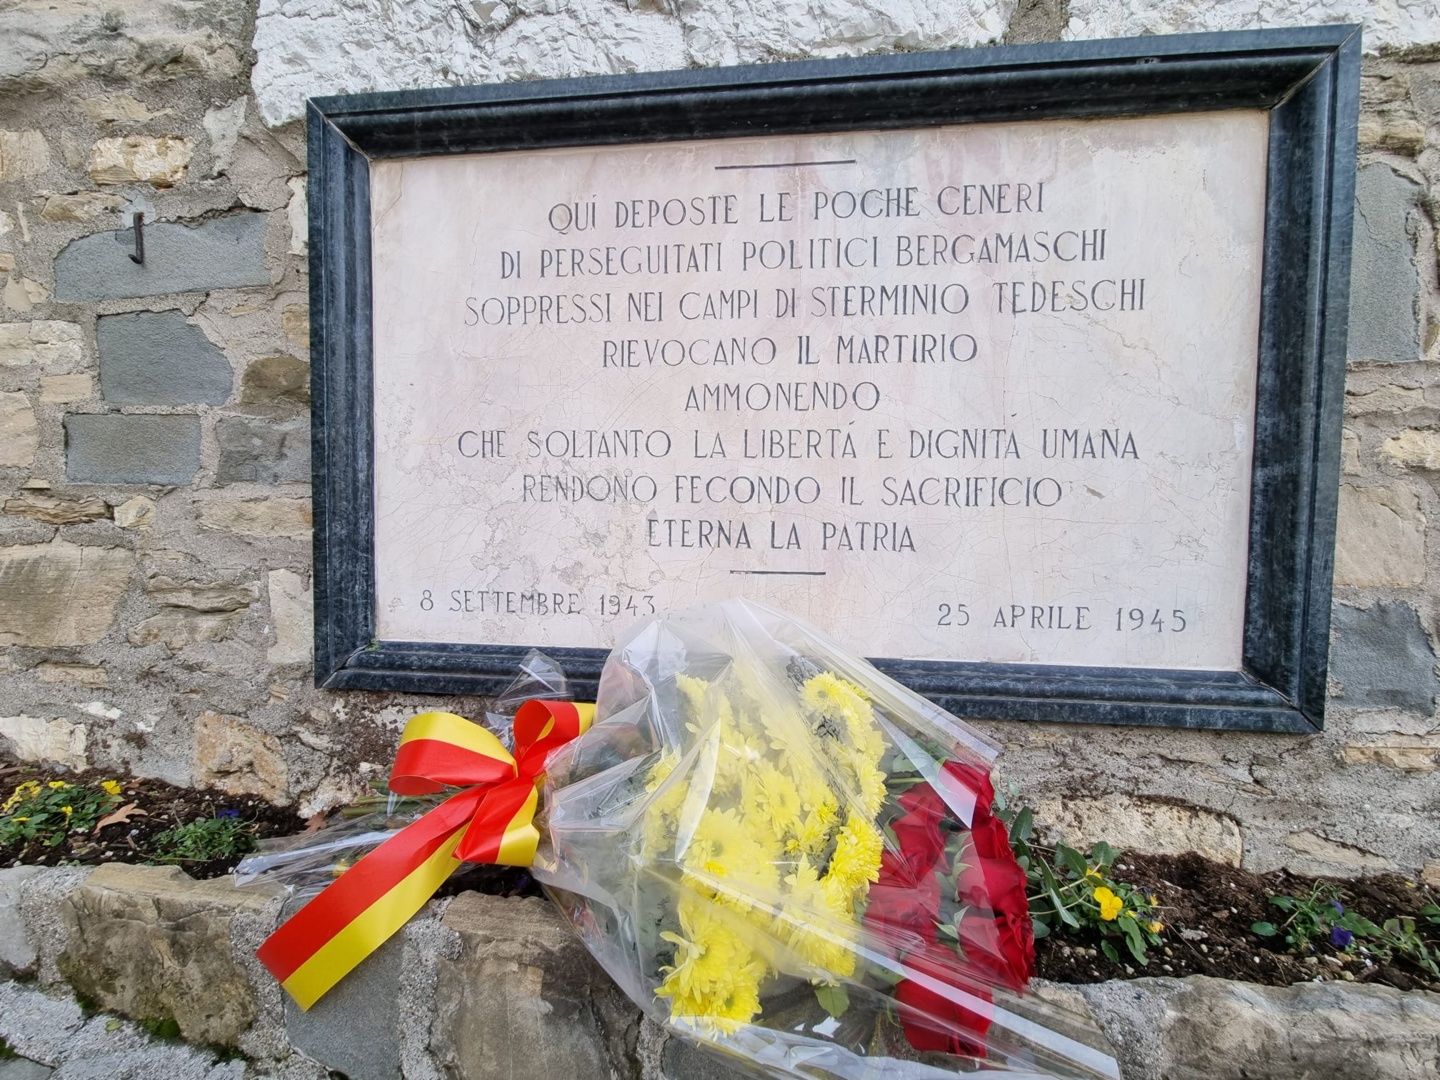 QUÍ DEPOSTE LE POCHE CENERI
DI PERSEGUITATI POLITICI BERGAMASCHI
SOPPRESSI NEI CAMPI DI STERMINIO TEDESCHI
RIEVOCANO IL MARTIRIO
AMMONENDO
CHE SOLTANTO LA LIBERTÁ E DIGNITÁ UMANA
RENDONO FECONDO IL SACRIFICIO
ETERNA LA PATRIA
8 SETTEMBRE 1943
25 APRILE 1945